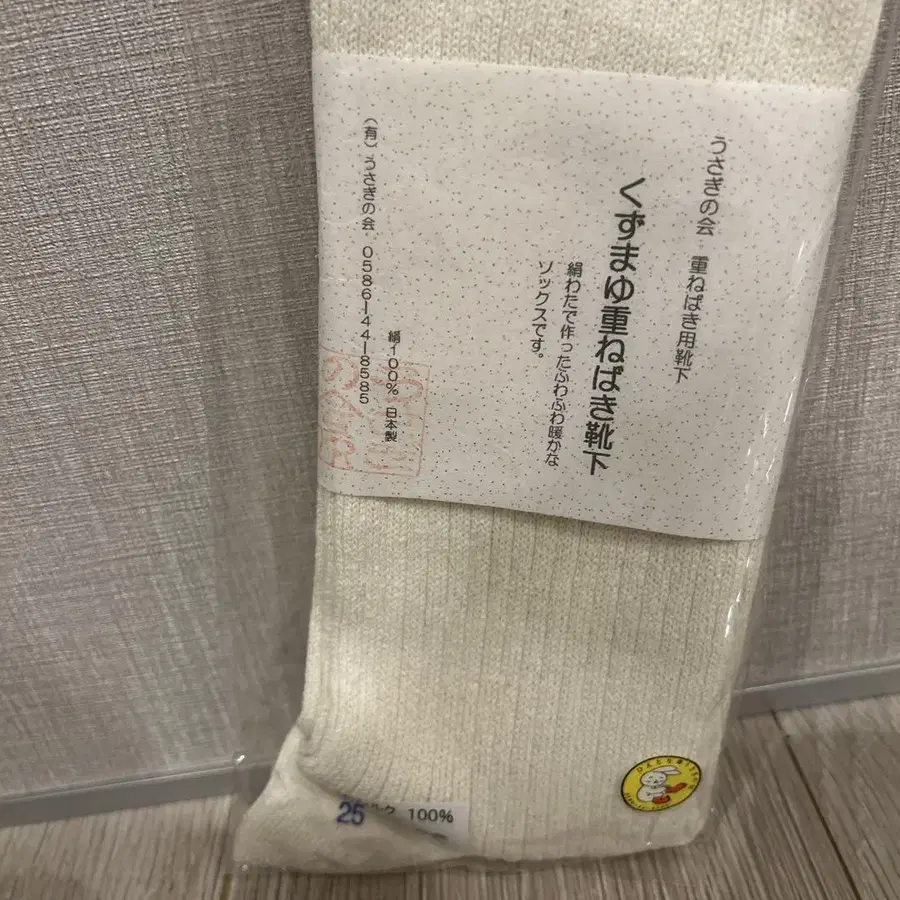 うさぎの会 重ねばき用靴下
くずまゆ重ねばき靴下
絹わたで作ったふわふわ暖かな
ソックスです。
絹100% 日本製
(有)うさぎの会 0586-44-8585
25
100%